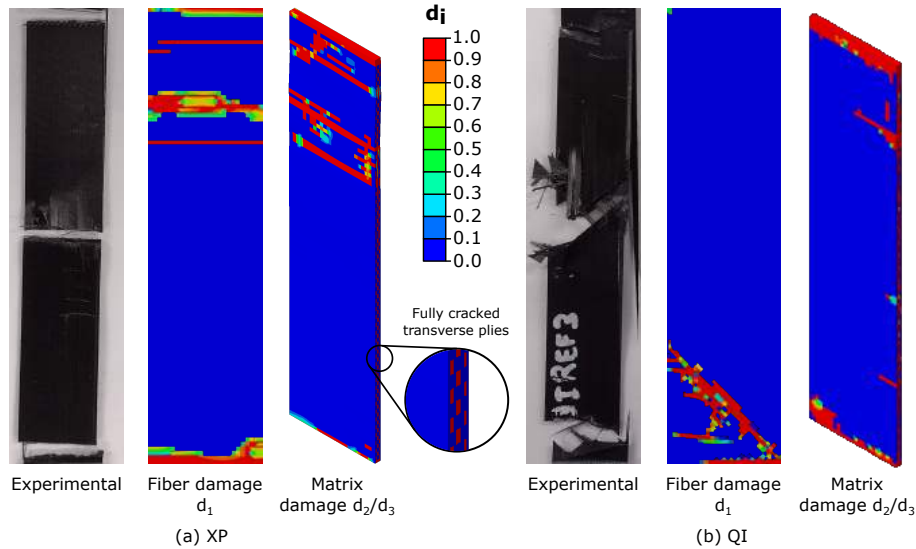 d_i
1.0
0.9
0.8
0.7
0.6
0.5
0.4
0.3
0.2
0.1
0.0
Fully cracked
transverse plies
JIREF3
Experimental
Fiber damage
d_1
Matrix
damage d_2/d_3
(a) XP
Experimental
Fiber damage
d_1
Matrix
damage d_2/d_3
(b) QI